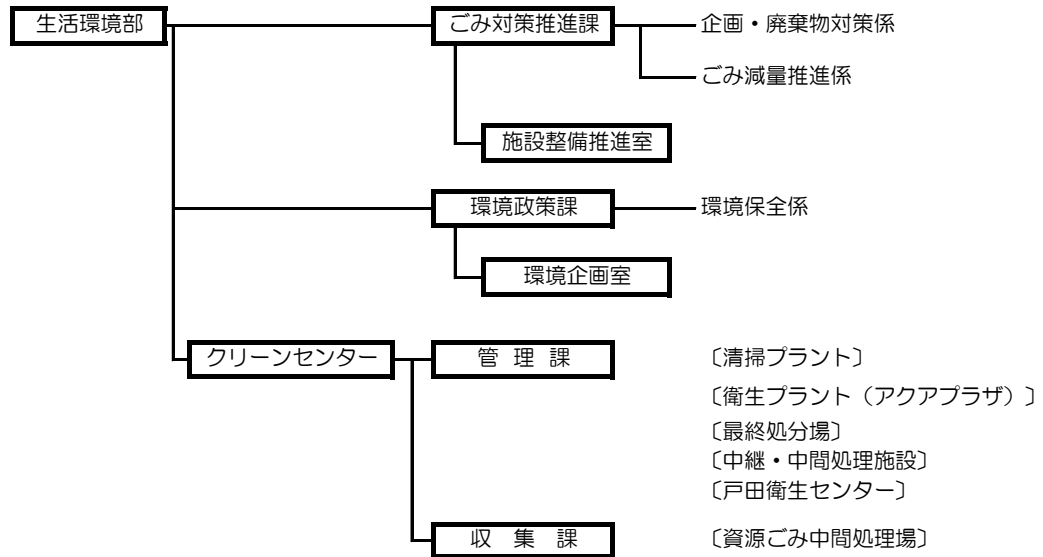 生活環境部 ごみ対策推進課 企画・廃棄物対策係
ごみ減量推進係
施設整備推進室
環境政策課 環境保全係
環境企画室
クリーンセンター 管理課 〔清掃プラント〕
〔衛生プラント（アクアプラザ）〕
〔最終処分場〕
〔中継・中間処理施設〕
〔戸田衛生センター〕
収集課 〔資源ごみ中間処理場〕